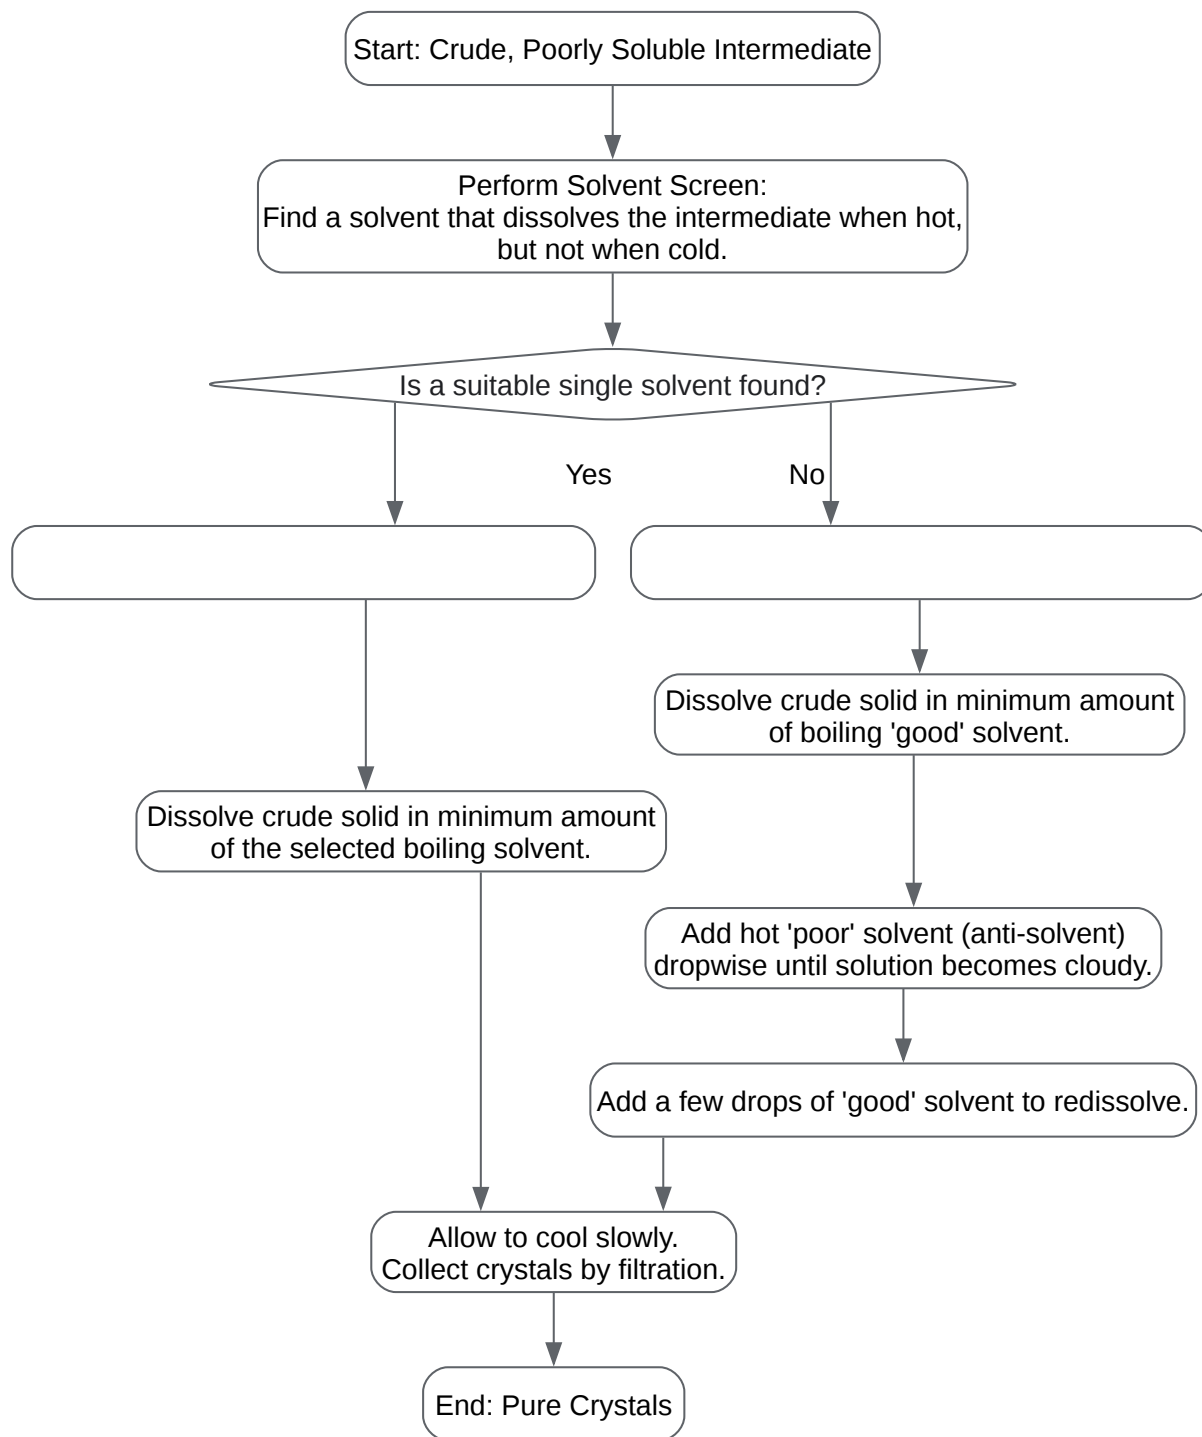 Start: Crude, Poorly Soluble Intermediate
Perform Solvent Screen:
Find a solvent that dissolves the intermediate when hot,
but not when cold.
Is a suitable single solvent found?
Yes
No
Dissolve crude solid in minimum amount
of boiling 'good' solvent.
Dissolve crude solid in minimum amount
of the selected boiling solvent.
Add hot 'poor' solvent (anti-solvent)
dropwise until solution becomes cloudy.
Add a few drops of 'good' solvent to redissolve.
Allow to cool slowly.
Collect crystals by filtration.
End: Pure Crystals